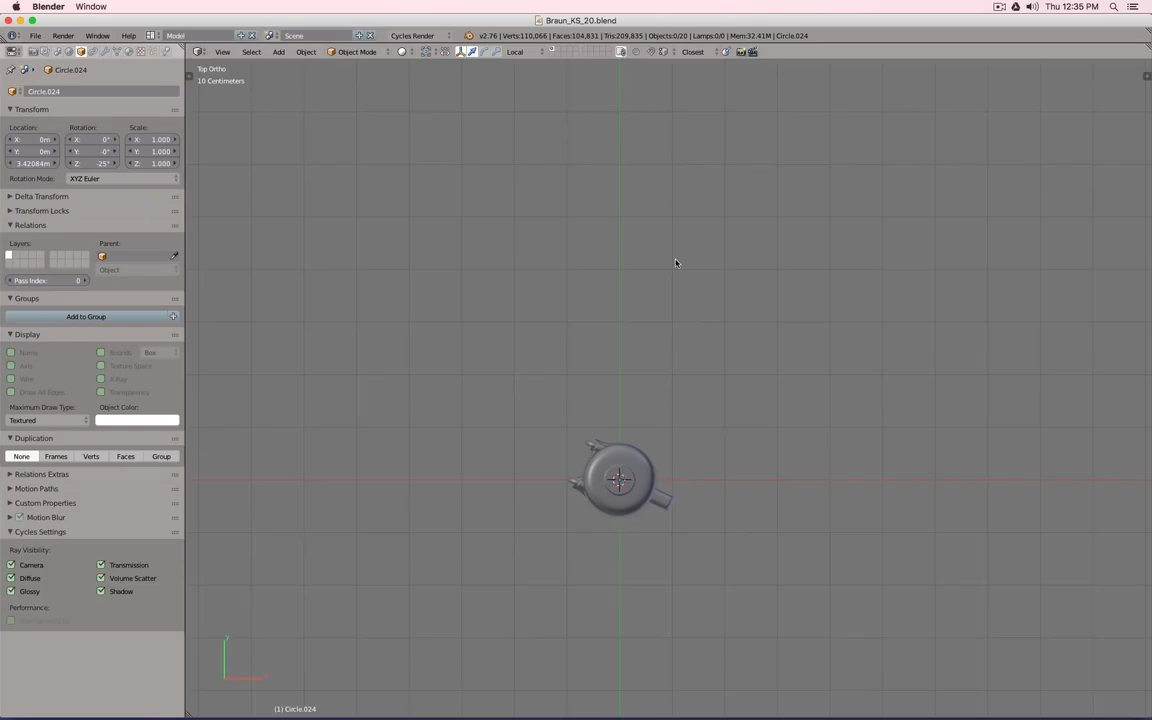 Blender Window Thu 12:35 PM
Braun_KS_20.blend
File Render Window Help Model Scene Cycles Render v2.76 | Verts:110,066 | Faces:104,831 | Tris:209,835 | Objects:0/20 | Lamps:0/0 | Mem:32.41M | Circle.024
View Select Add Object Object Mode Local Closest
Circle.024
Top Ortho
10 Centimeters
Circle.024
Transform
Location: Rotation: Scale:
X: 0m X: 0° X: 1.000
Y: 0m Y: -0° Y: 1.000
3.42084m Z: -25° Z: 1.000
Rotation Mode: XYZ Euler
Delta Transform
Transform Locks
Relations
Layers: Parent:
Object
Pass Index: 0
Groups
Add to Group
Display
Name Bounds Box
Axis Texture Space
Wire X-Ray
Draw All Edges Transparency
Maximum Draw Type: Object Color:
Textured
Duplication
None Frames Verts Faces Group
Relations Extras
Motion Paths
Custom Properties
Motion Blur
Cycles Settings
Ray Visibility:
Camera Transmission
Diffuse Volume Scatter
Glossy Shadow
Performance:
y
(1) Circle.024